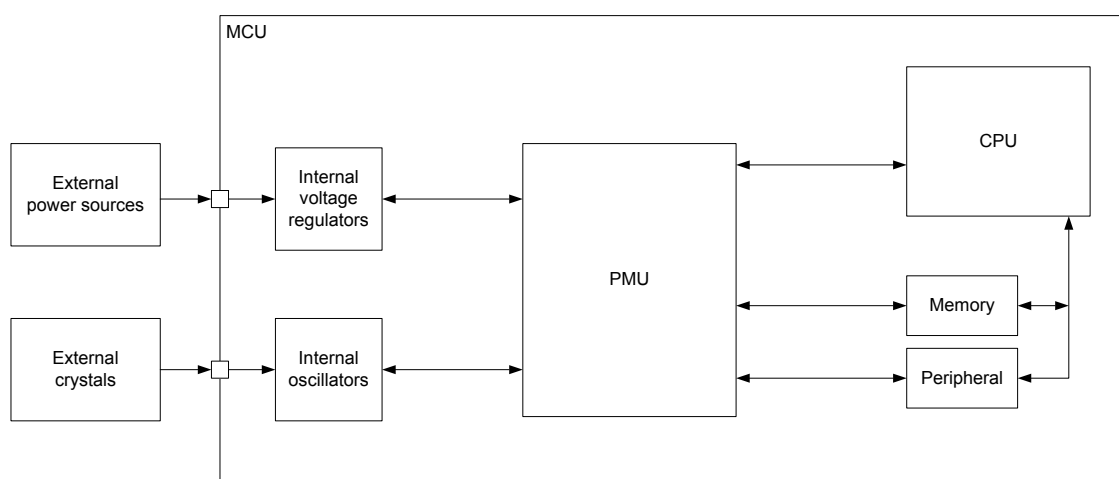 MCU
CPU
External
power sources
Internal
voltage
regulators
PMU
Memory
External
crystals
Internal
oscillators
Peripheral